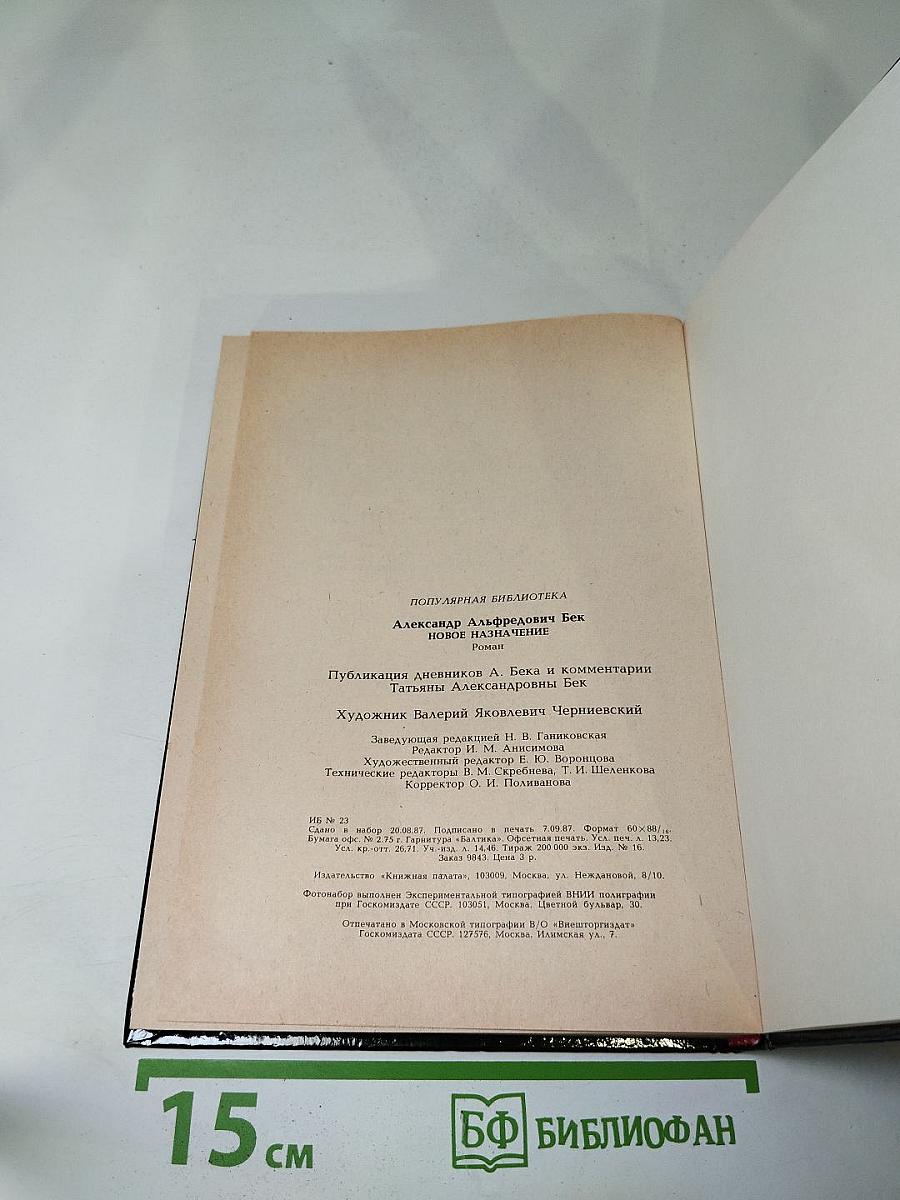 ПОПУЛЯРНАЯ БИБЛИОТЕКА
Александр Альфредович Бек
НОВОЕ НАЗНАЧЕНИЕ
Роман
Публикация дневников А. Бека и комментарии
Татьяны Александровны Бек
Художник Валерий Яковлевич Черниевский
Заведующая редакцией Н. В. Ганиковская
Редактор И. М. Анисимова
Художественный редактор Е. Ю. Воронцова
Технические редакторы В. М. Скребнева, Т. И. Шеленкова
Корректор О. И. Поливанова
ИБ № 23
Сдано в набор 20.08.87. Подписано в печать 7.09.87. Формат 60×88/16.
Бумага офс. № 2.75 г. Гарнитура «Балтика». Офсетная печать. Усл. печ. л. 13,23.
Усл. кр.-отт. 26,71. Уч.-изд. л. 14,46. Тираж 200 000 экз. Изд. № 16.
Заказ 9843. Цена 3 р.
Издательство «Книжная палата», 103009, Москва, ул. Неждановой, 8/10.
Фотонабор выполнен Экспериментальной типографией ВНИИ полиграфии
при Госкомиздате СССР. 103051, Москва, Цветной бульвар, 30.
Отпечатано в Московской типографии В/О «Внешторгиздат»
Госкомиздата СССР. 127576, Москва, Илимская ул., 7.
15 см
БФ БИБЛИОФАН